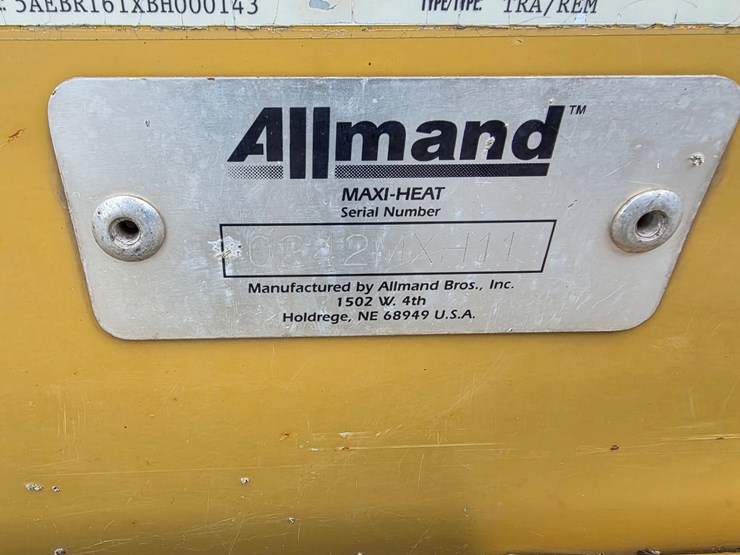 : 5AEBR161XBH000143 TYPE/TYPE: TRA/REM
Allmand™
MAXI-HEAT
Serial Number
0242MXH11
Manufactured by Allmand Bros., Inc.
1502 W. 4th
Holdrege, NE 68949 U.S.A.